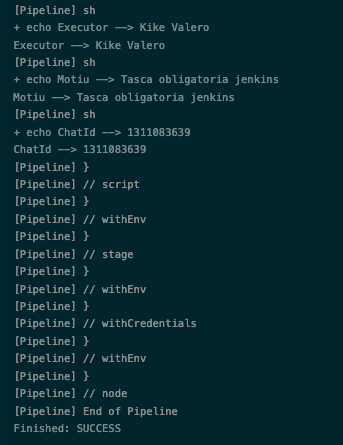 [Pipeline] sh
+ echo Executor --> Kike Valero
Executor --> Kike Valero
[Pipeline] sh
+ echo Motiu --> Tasca obligatoria jenkins
Motiu --> Tasca obligatoria jenkins
[Pipeline] sh
+ echo ChatId --> 1311083639
ChatId --> 1311083639
[Pipeline] }
[Pipeline] // script
[Pipeline] }
[Pipeline] // withEnv
[Pipeline] }
[Pipeline] // stage
[Pipeline] }
[Pipeline] // withEnv
[Pipeline] }
[Pipeline] // withCredentials
[Pipeline] }
[Pipeline] // withEnv
[Pipeline] }
[Pipeline] // node
[Pipeline] End of Pipeline
Finished: SUCCESS